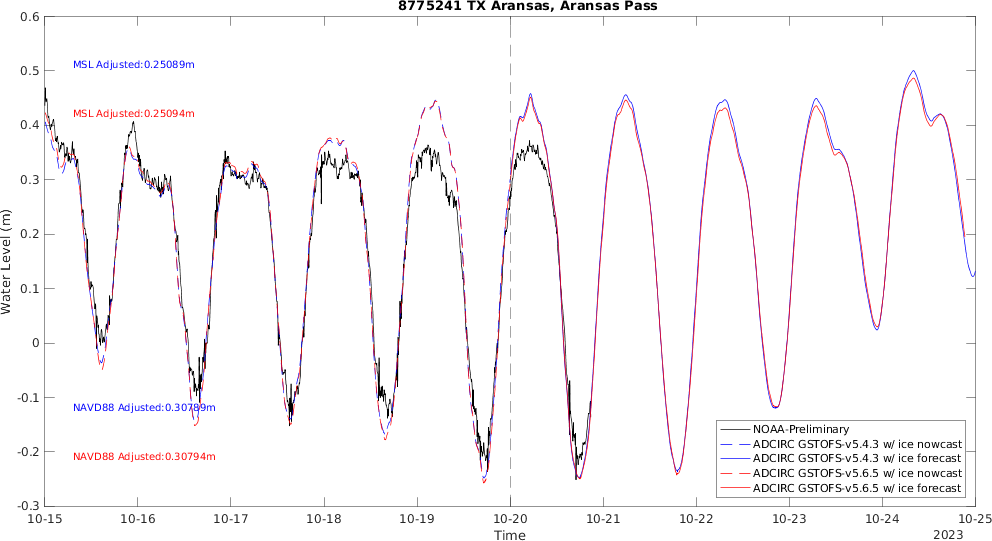 8775241 TX Aransas, Aransas Pass
0.6
0.5
0.4
0.3
0.2
0.1
0
-0.1
-0.2
-0.3
Water Level (m)
MSL Adjusted:0.25089m
MSL Adjusted:0.25094m
NAVD88 Adjusted:0.30789m
NAVD88 Adjusted:0.30794m
NOAA-Preliminary
ADCIRC GSTOFS-v5.4.3 w/ ice nowcast
ADCIRC GSTOFS-v5.4.3 w/ ice forecast
ADCIRC GSTOFS-v5.6.5 w/ ice nowcast
ADCIRC GSTOFS-v5.6.5 w/ ice forecast
10-15 10-16 10-17 10-18 10-19 10-20 10-21 10-22 10-23 10-24 10-25
Time
2023